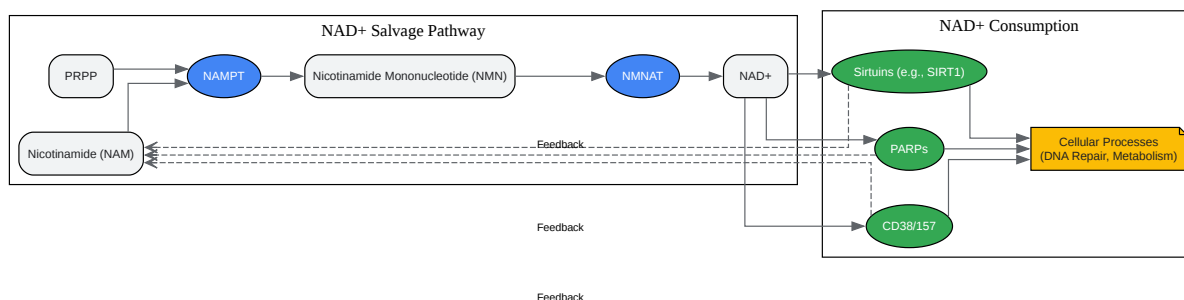 NAD+ Salvage Pathway
NAD+ Consumption
PRPP
NAMPT
Nicotinamide Mononucleotide (NMN)
NMNAT
NAD+
Sirtuins (e.g., SIRT1)
Nicotinamide (NAM)
Feedback
PARPs
Cellular Processes
(DNA Repair, Metabolism)
Feedback
CD38/157
Feedback